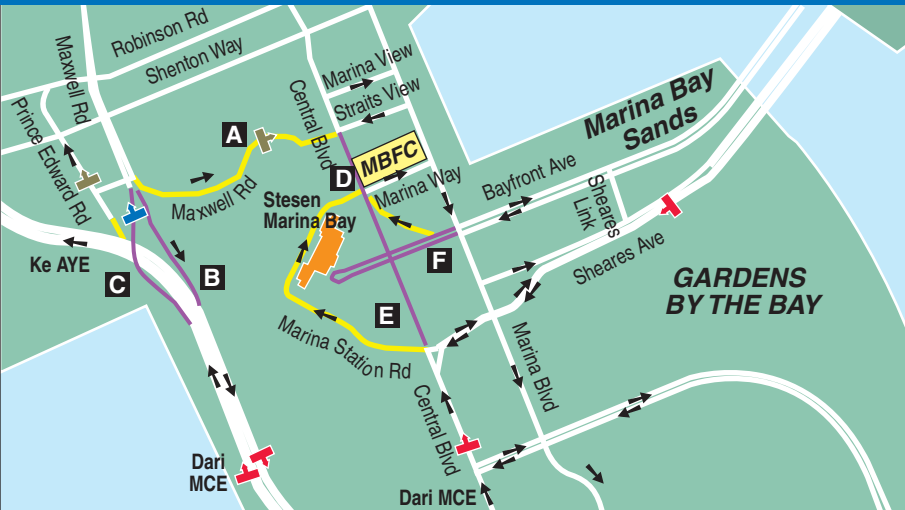 Robinson Rd
Maxwell Rd
Shenton Way
Marina View
Straits View
Central Blvd
Marina Bay
Sands
Prince Edward Rd
A
MBFC
D
Marina Way
Bayfront Ave
Maxwell Rd
Stesen
Marina Bay
Sheares
Link
Sheares Ave
Ke AYE
C
B
F
GARDENS
BY THE BAY
E
Marina Station Rd
Marina Blvd
Central Blvd
Dari
MCE
Dari MCE